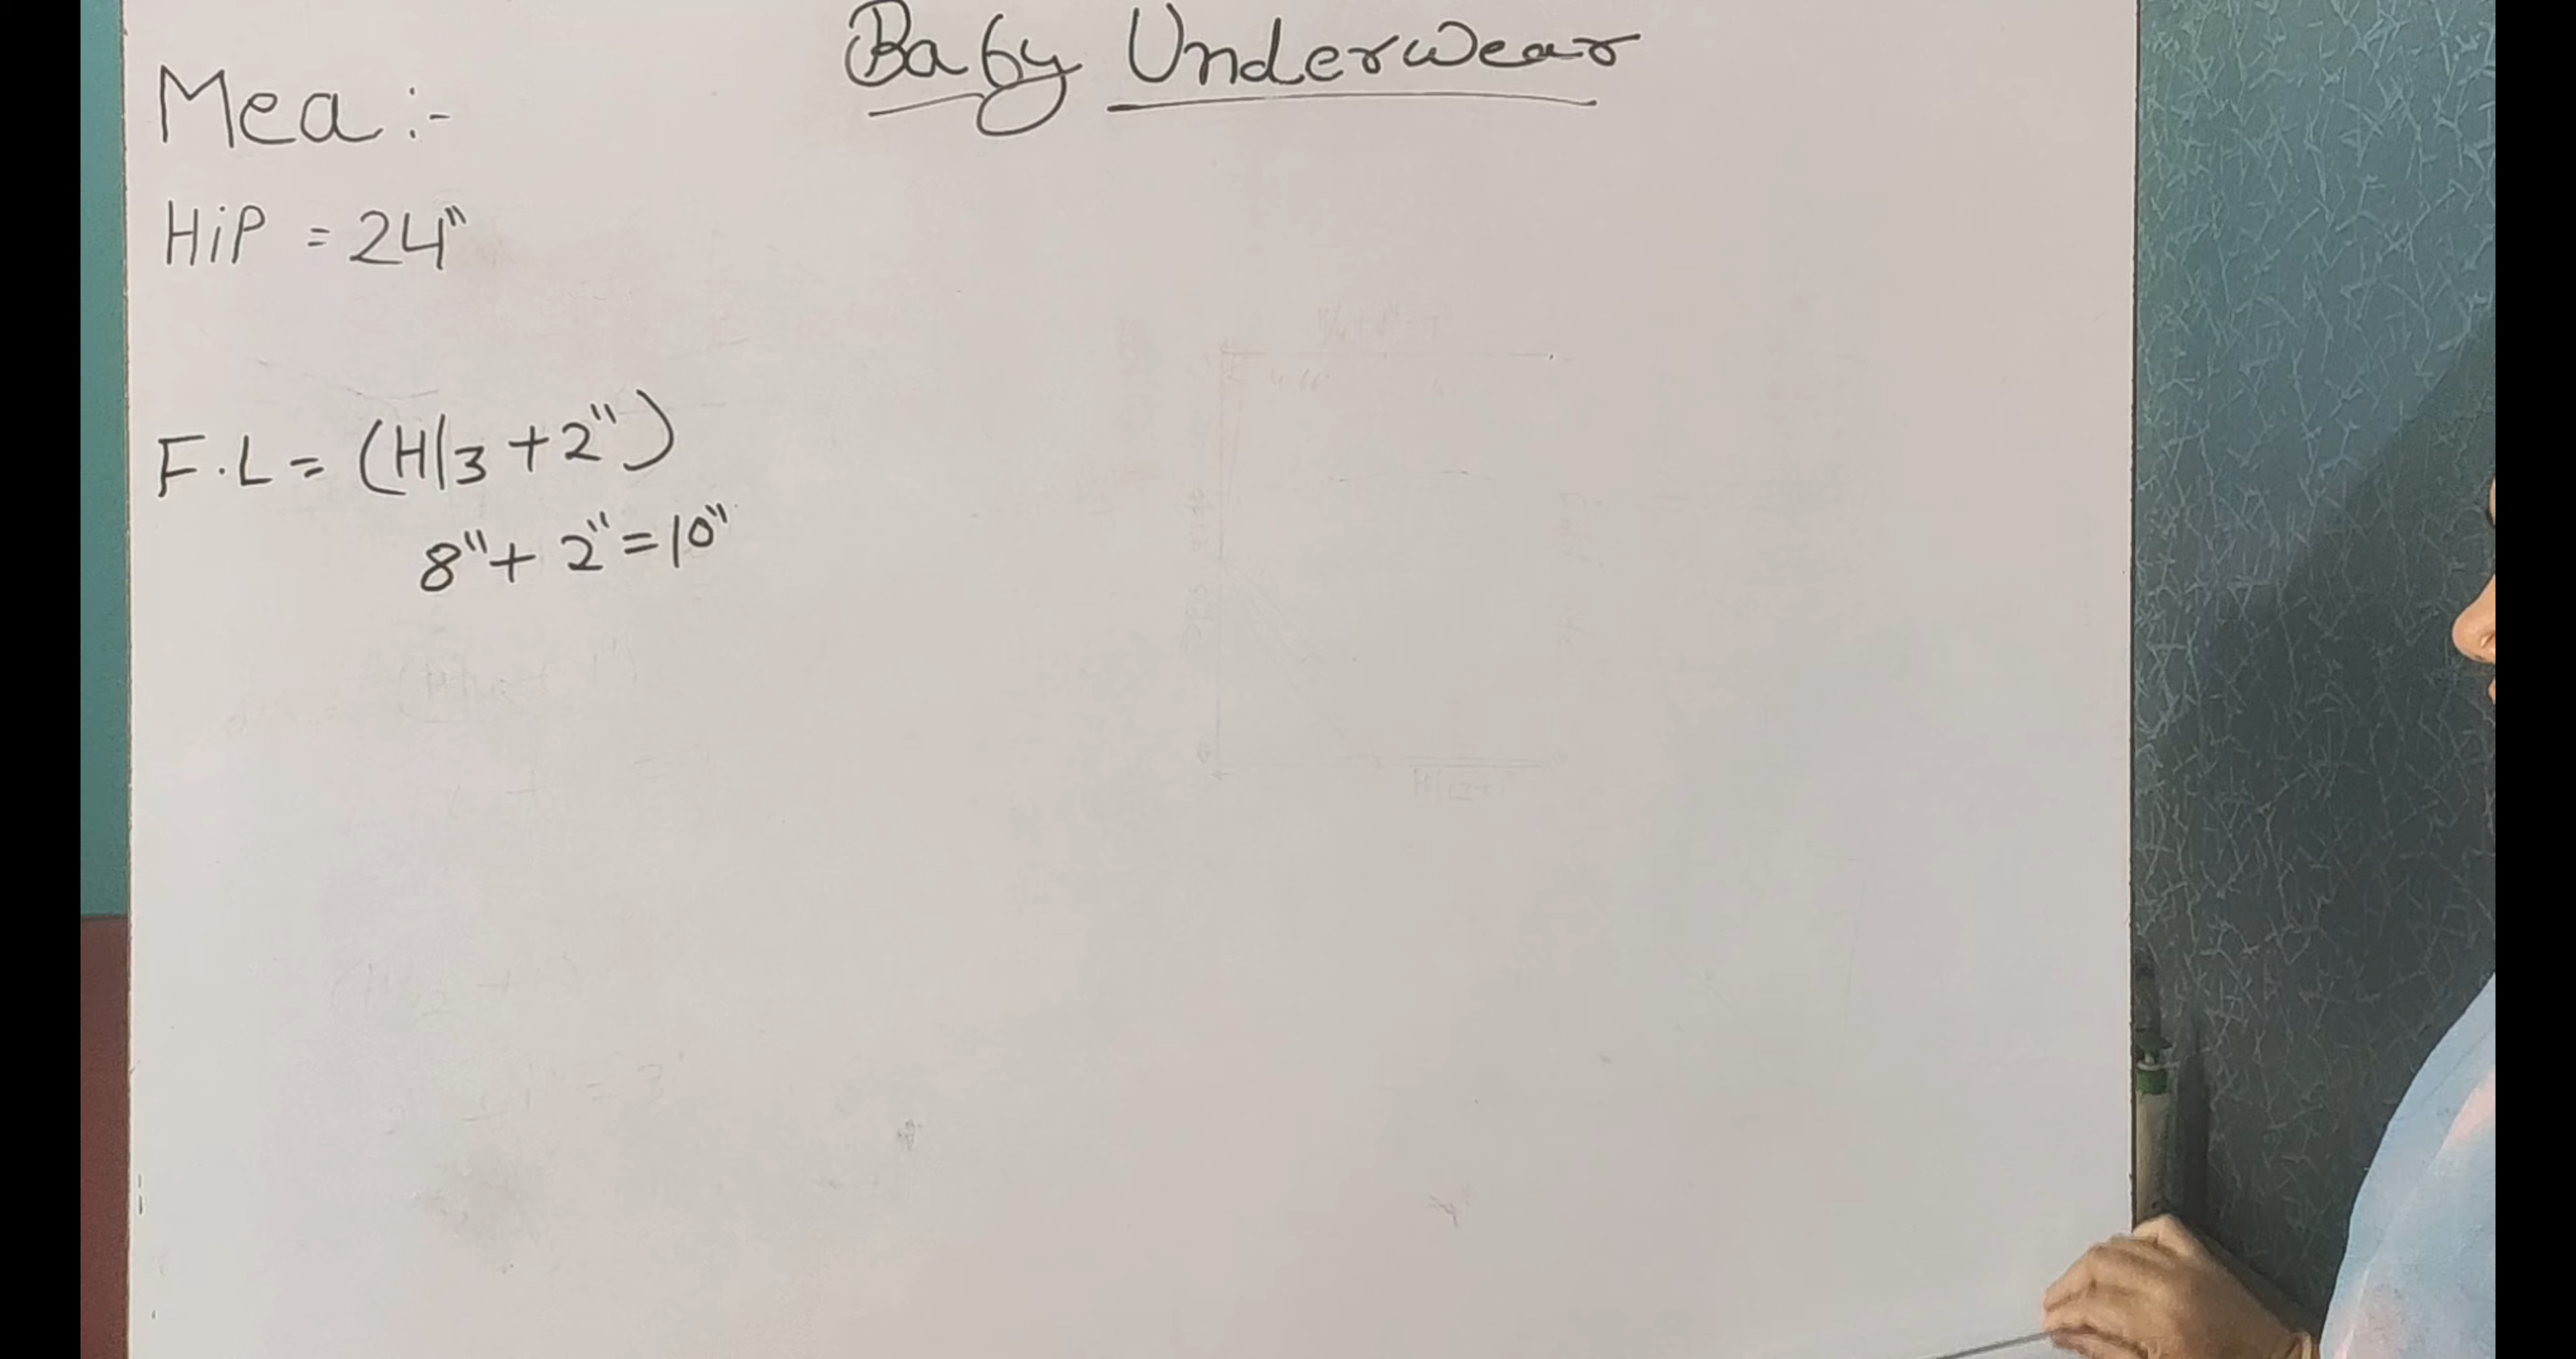 Baby Underwear
Mea :-
HiP = 24"
F.L = (H/3 + 2")
8" + 2" = 10"